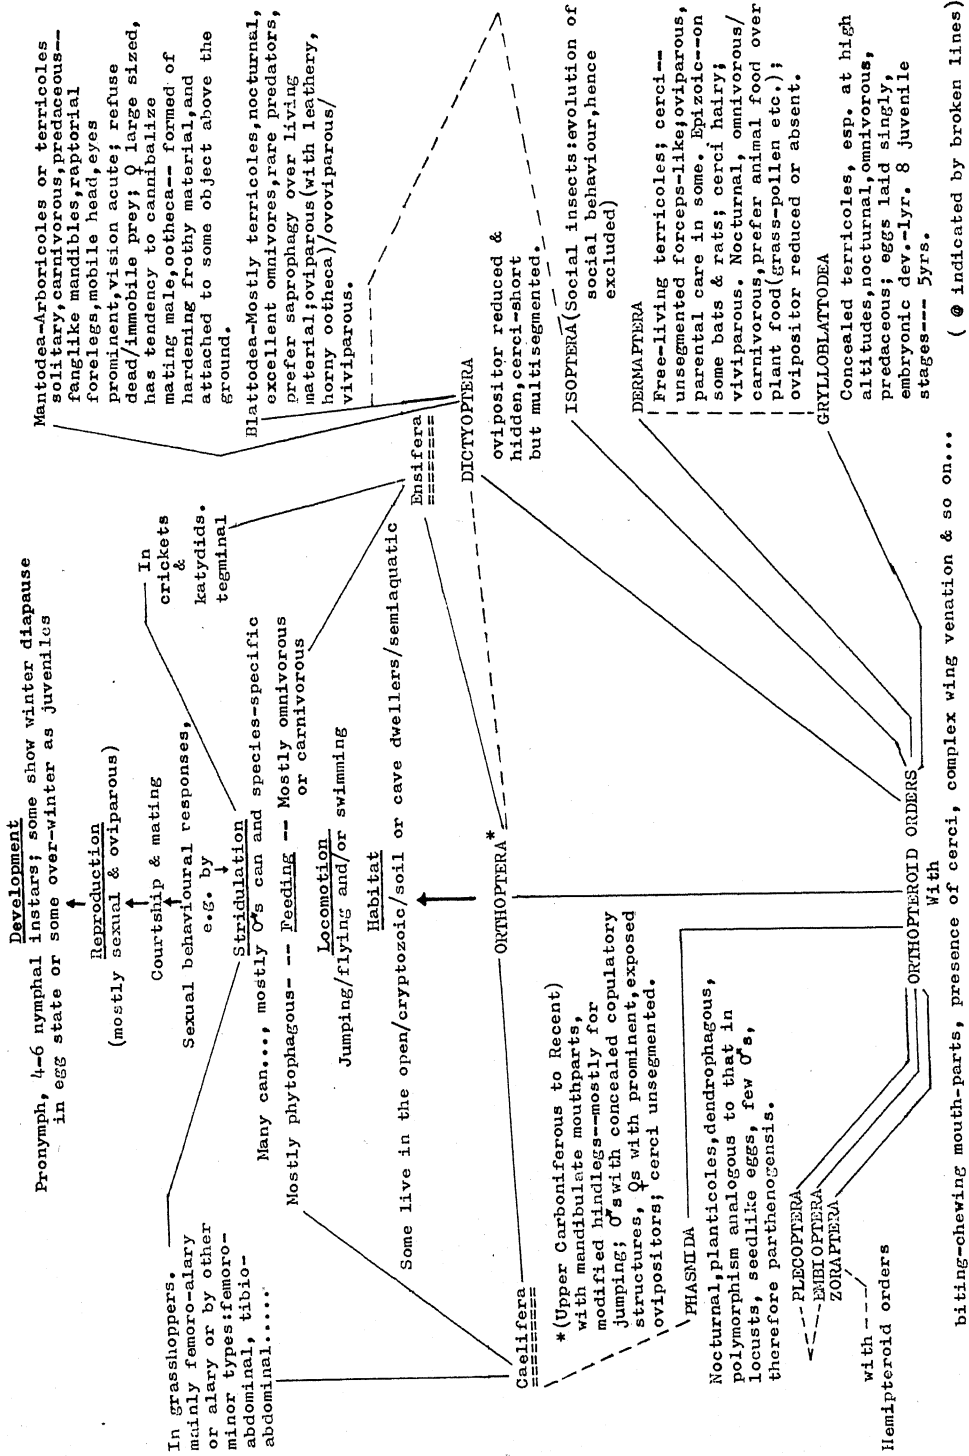 Development
Pronymph, 4-6 nymphal instars; some show winter diapause
in egg state or some over-winter as juveniles
Reproduction
(mostly sexual & oviparous)
Courtship & mating
Sexual behavioural responses,
e.g. by
Stridulation
Many can..., mostly ♂s can and species-specific
In grasshoppers.
mainly femoro-alary
or alary or by other
minor types:femoro-
abdominal, tibio-
abdominal.....
In
crickets
&
katydids.
tegminal
Mostly phytophagous-- -- Feeding -- Mostly omnivorous
or carnivorous
Locomotion
Jumping/flying and/or swimming
Habitat
Some live in the open/cryptozoic/soil or cave dwellers/semiaquatic
Caelifera
========
ORTHOPTERA*
Ensifera
========
*(Upper Carboniferous to Recent)
with mandibulate mouthparts,
modified hindlegs--mostly for
jumping; ♂s with concealed copulatory
structures, ♀s with prominent,exposed
ovipositors; cerci unsegmented.
Mantodea-Arboricoles or terricoles
solitary,carnivorous,predaceous--
fanglike mandibles,raptorial
forelegs,mobile head,eyes
prominent,vision acute; refuse
dead/immobile prey; ♀ large sized,
has tendency to cannibalize
mating male,ootheca-- formed of
hardening frothy material,and
attached to some object above the
ground.
Blattodea-Mostly terricoles,nocturnal,
excellent omnivores,rare predators,
prefer saprophagy over living
material;oviparous(with leathery,
horny ootheca)/ovoviviparous/
viviparous.
DICTYOPTERA
ovipositor reduced &
hidden,cerci-short
but multisegmented.
ISOPTERA(Social insects:evolution of
social behaviour,hence
excluded)
DERMAPTERA
Free-living terricoles; cerci--
unsegmented forceps-like;oviparous,
parental care in some. Epizoic--on
some bats & rats; cerci hairy;
viviparous. Nocturnal, omnivorous/
carnivorous,prefer animal food over
plant food(grass-pollen etc.);
ovipositor reduced or absent.
GRYLLOBLATTODEA
Concealed terricoles, esp. at high
altitudes,nocturnal,omnivorous,
predaceous; eggs laid singly,
embryonic dev.-1yr. 8 juvenile
stages--- 5yrs.
PHASMIDA
Nocturnal,planticoles,dendrophagous,
polymorphism analogous to that in
locusts, seedlike eggs, few ♂s,
therefore parthenogensis.
PLECOPTERA
EMBIOPTERA
ZORAPTERA
with
Hemipteroid orders
ORTHOPTEROID ORDERS
With
biting-chewing mouth-parts, presence of cerci, complex wing venation & so on...
( @ indicated by broken lines)